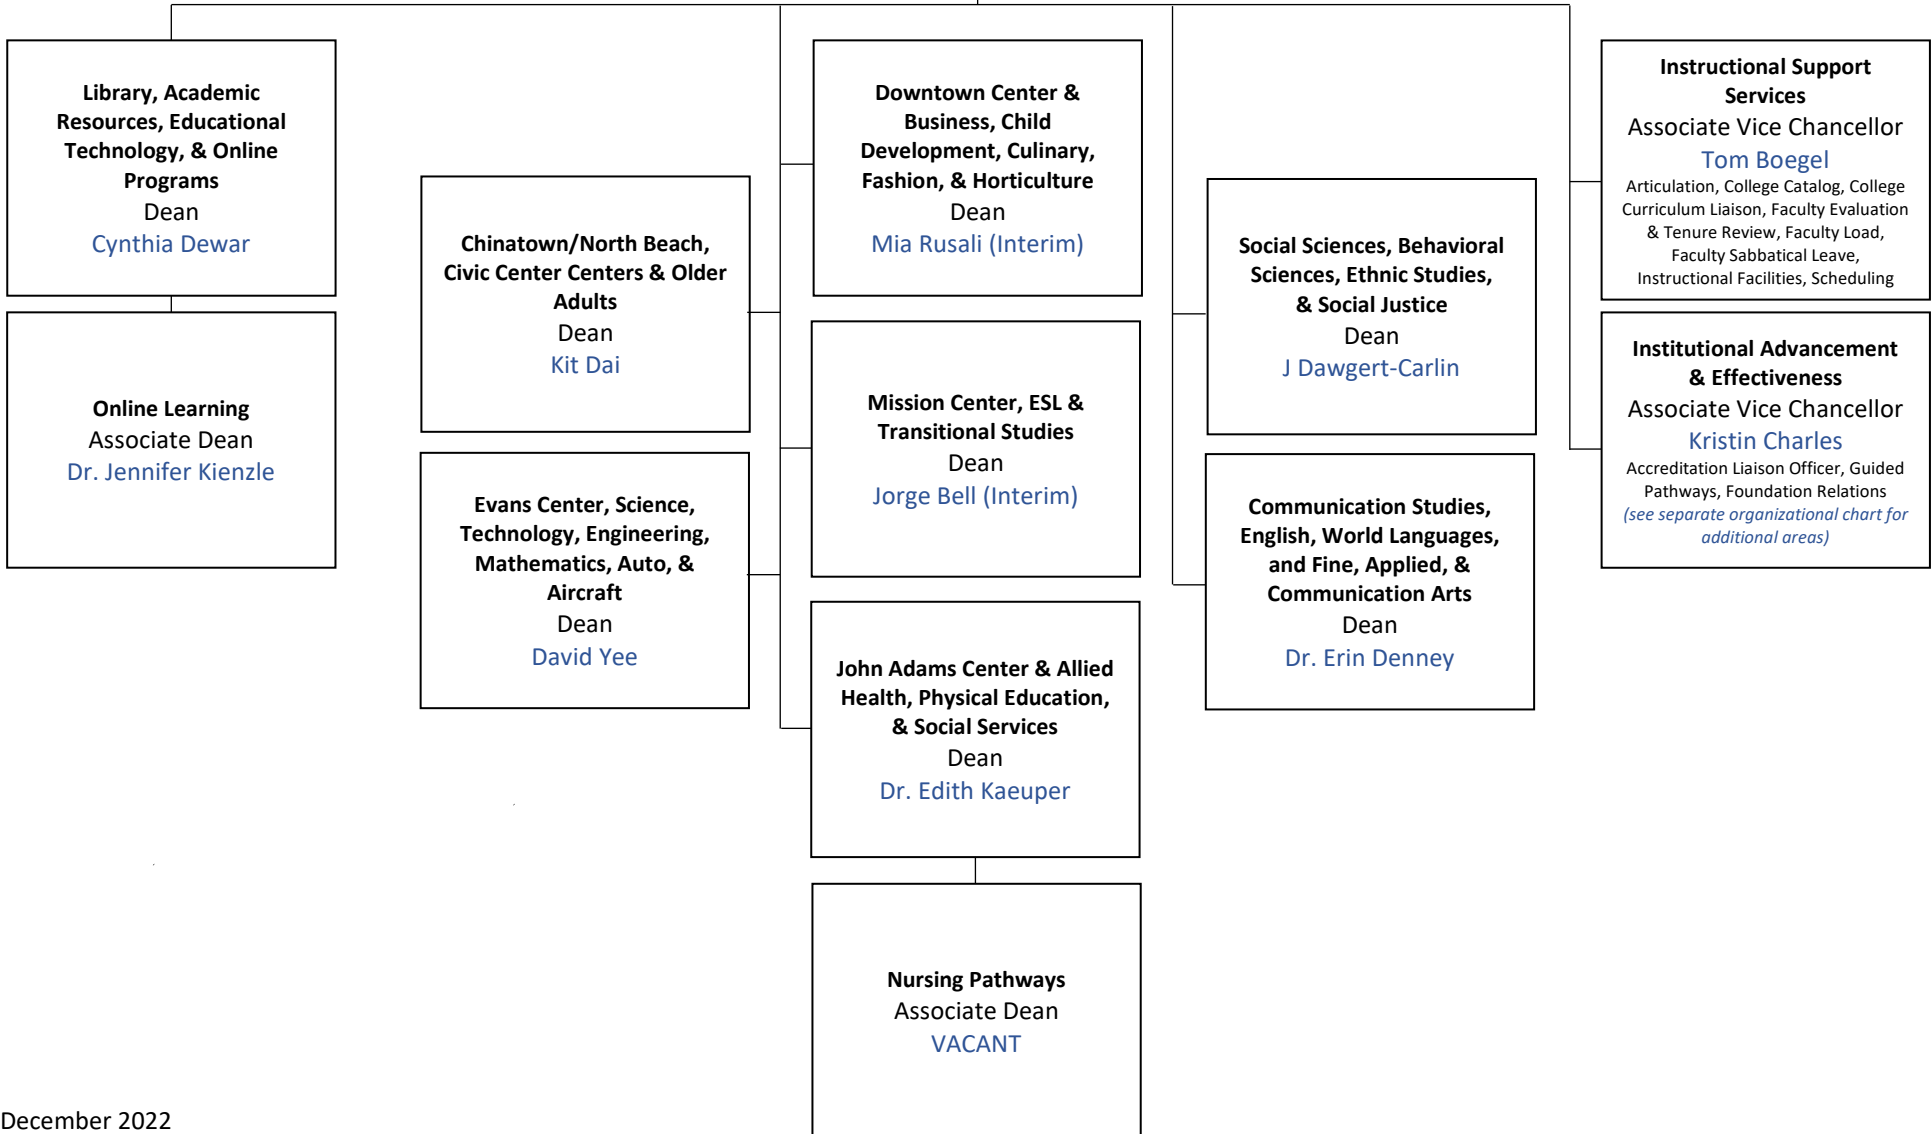 Library, Academic
Resources, Educational
Technology, & Online
Programs
Dean
Cynthia Dewar
Online Learning
Associate Dean
Dr. Jennifer Kienzle
Chinatown/North Beach,
Civic Center Centers & Older
Adults
Dean
Kit Dai
Evans Center, Science,
Technology, Engineering,
Mathematics, Auto, &
Aircraft
Dean
David Yee
Downtown Center &
Business, Child
Development, Culinary,
Fashion, & Horticulture
Dean
Mia Rusali (Interim)
Mission Center, ESL &
Transitional Studies
Dean
Jorge Bell (Interim)
John Adams Center & Allied
Health, Physical Education,
& Social Services
Dean
Dr. Edith Kaeuper
Nursing Pathways
Associate Dean
VACANT
Social Sciences, Behavioral
Sciences, Ethnic Studies,
& Social Justice
Dean
J Dawgert-Carlin
Communication Studies,
English, World Languages,
and Fine, Applied, &
Communication Arts
Dean
Dr. Erin Denney
Instructional Support
Services
Associate Vice Chancellor
Tom Boegel
Articulation, College Catalog, College
Curriculum Liaison, Faculty Evaluation
& Tenure Review, Faculty Load,
Faculty Sabbatical Leave,
Instructional Facilities, Scheduling
Institutional Advancement
& Effectiveness
Associate Vice Chancellor
Kristin Charles
Accreditation Liaison Officer, Guided
Pathways, Foundation Relations
(see separate organizational chart for
additional areas)
December 2022